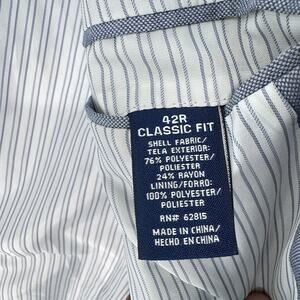 42R
CLASSIC FIT
SHELL FABRIC/
TELA EXTERIOR:
76% POLYESTER/
POLIESTER
24% RAYON
LINING/FORRO:
100% POLYESTER/
POLIESTER
RN# 62815
MADE IN CHINA/
HECHO EN CHINA